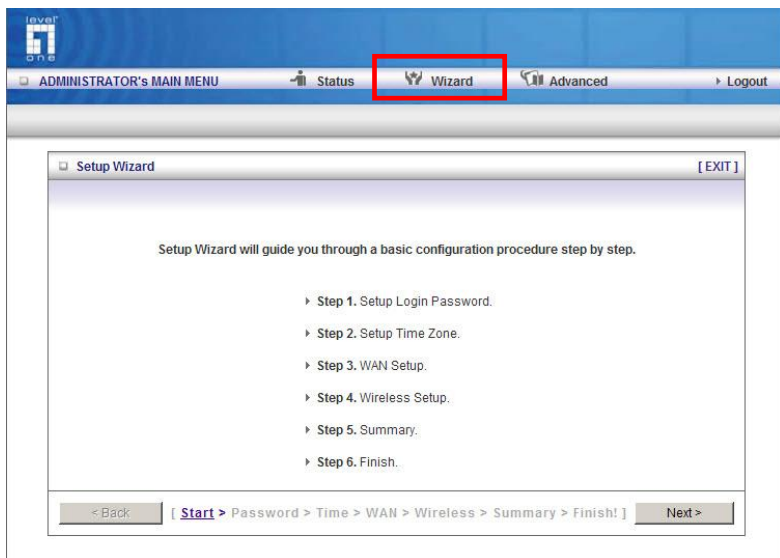 level
one
ADMINISTRATOR's MAIN MENU Status Wizard Advanced Logout
Setup Wizard [ EXIT ]
Setup Wizard will guide you through a basic configuration procedure step by step.
Step 1. Setup Login Password.
Step 2. Setup Time Zone.
Step 3. WAN Setup.
Step 4. Wireless Setup.
Step 5. Summary.
Step 6. Finish.
< Back [ Start > Password > Time > WAN > Wireless > Summary > Finish! ] Next >